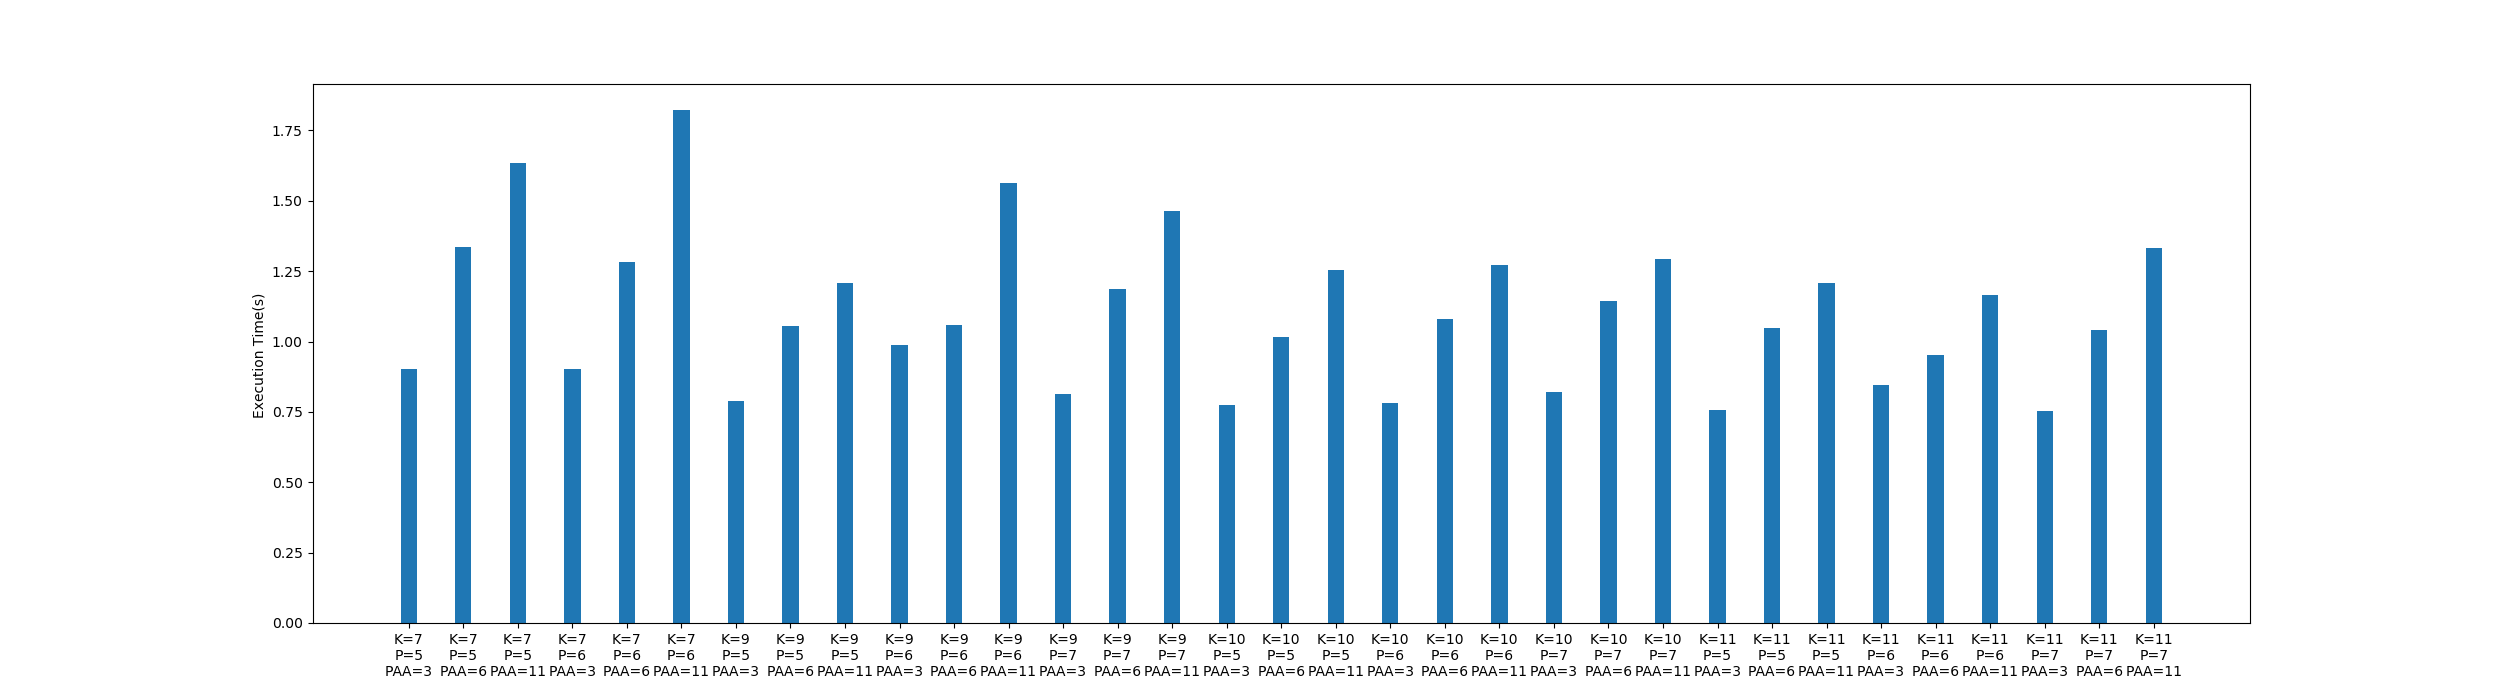 1.75
1.50
1.25
1.00
0.75
0.50
0.25
0.00
Execution Time(s)
K=7 K=7 K=7 K=7 K=7 K=7 K=9 K=9 K=9 K=9 K=9 K=9 K=9 K=9 K=9 K=10 K=10 K=10 K=10 K=10 K=10 K=10 K=10 K=10 K=11 K=11 K=11 K=11 K=11 K=11 K=11 K=11 K=11
P=5 P=5 P=5 P=6 P=6 P=6 P=5 P=5 P=5 P=6 P=6 P=6 P=7 P=7 P=7 P=5 P=5 P=5 P=6 P=6 P=6 P=7 P=7 P=7 P=5 P=5 P=5 P=6 P=6 P=6 P=7 P=7 P=7
PAA=3 PAA=6 PAA=11 PAA=3 PAA=6 PAA=11 PAA=3 PAA=6 PAA=11 PAA=3 PAA=6 PAA=11 PAA=3 PAA=6 PAA=11 PAA=3 PAA=6 PAA=11 PAA=3 PAA=6 PAA=11 PAA=3 PAA=6 PAA=11 PAA=3 PAA=6 PAA=11 PAA=3 PAA=6 PAA=11 PAA=3 PAA=6 PAA=11